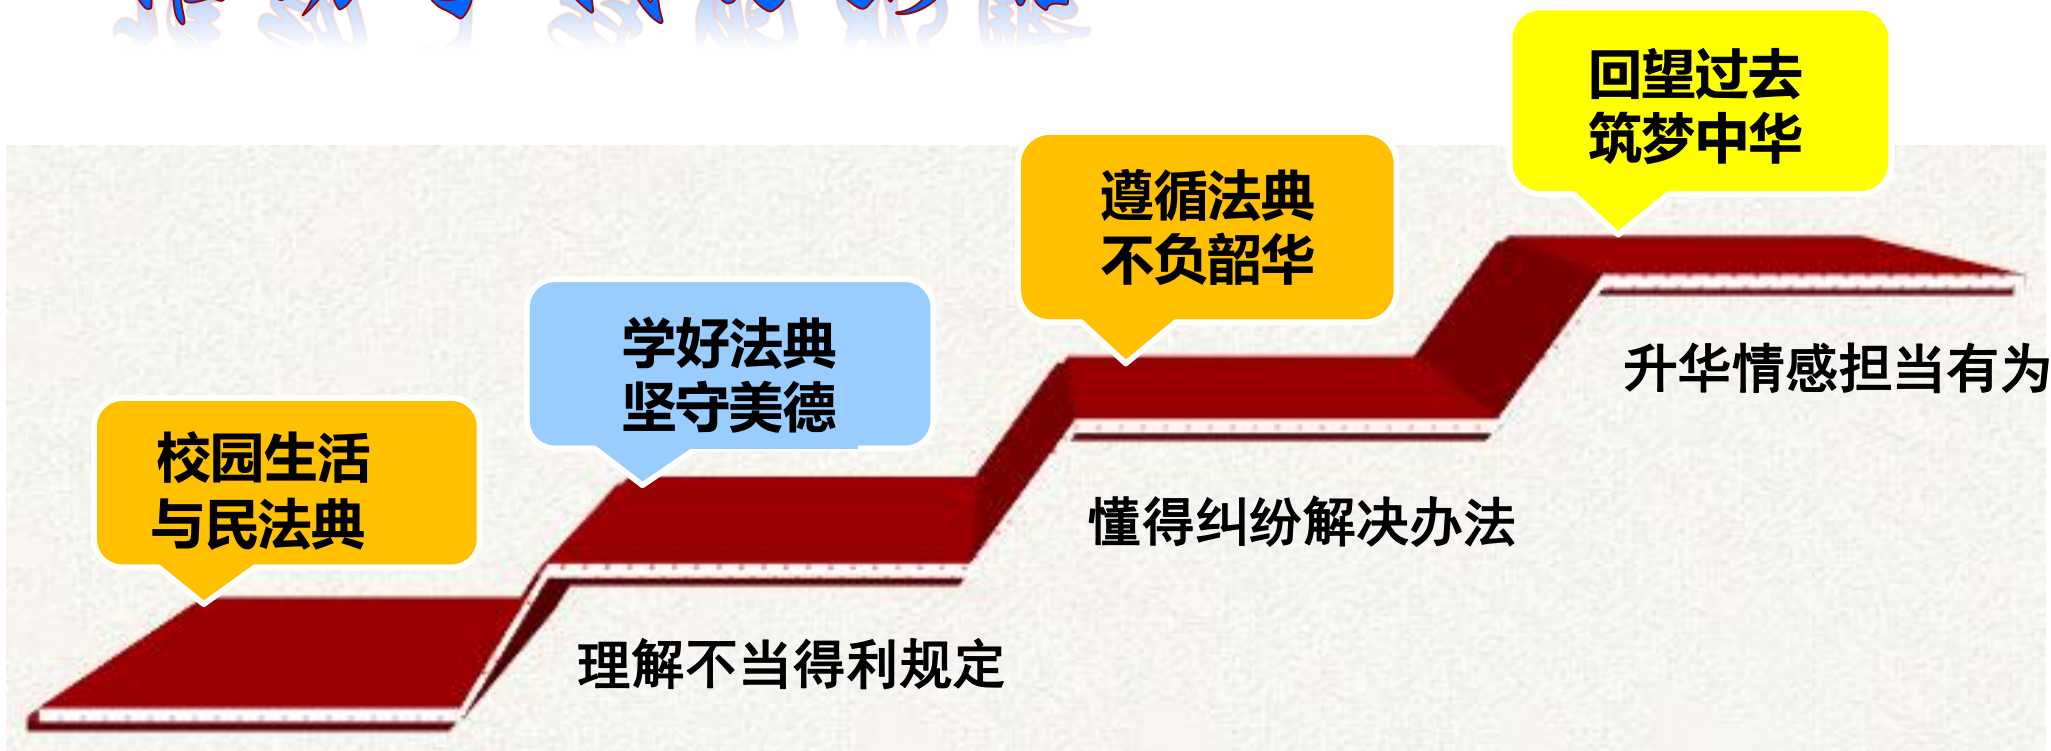 校园生活
与民法典
学好法典
坚守美德
理解不当得利规定
遵循法典
不负韶华
懂得纠纷解决办法
回望过去
筑梦中华
升华情感担当有为